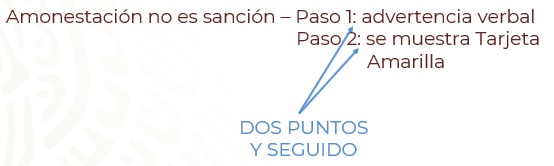 Amonestación no es sanción – Paso 1: advertencia verbal
Paso 2: se muestra Tarjeta
Amarilla
DOS PUNTOS
Y SEGUIDO